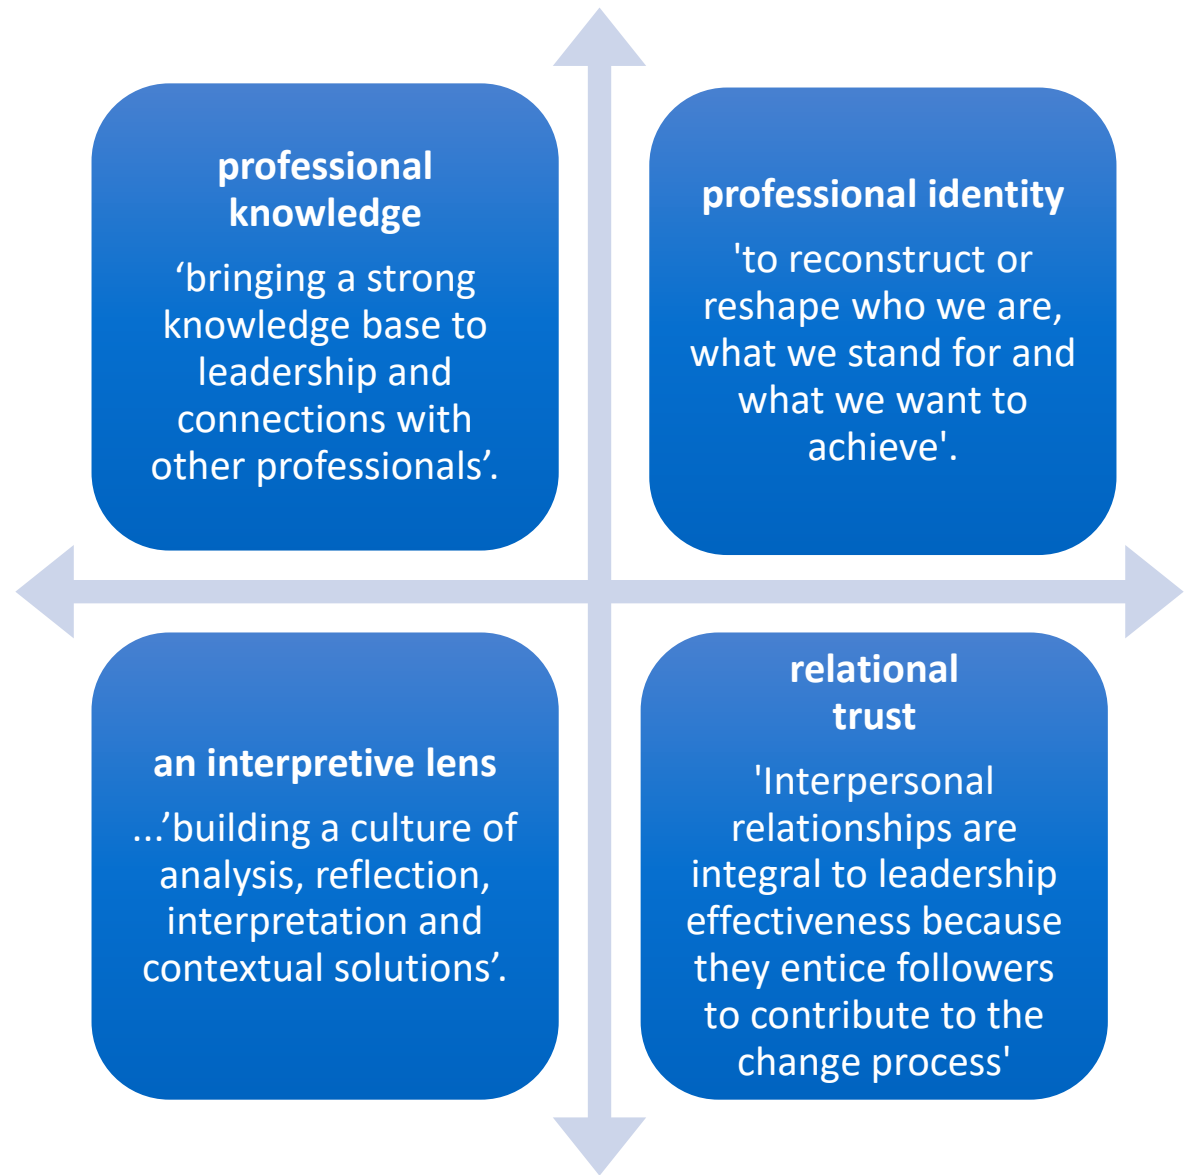 professional
knowledge
‘bringing a strong
knowledge base to
leadership and
connections with
other professionals’.
professional identity
'to reconstruct or
reshape who we are,
what we stand for and
what we want to
achieve'.
an interpretive lens
...’building a culture of
analysis, reflection,
interpretation and
contextual solutions’.
relational
trust
'Interpersonal
relationships are
integral to leadership
effectiveness because
they entice followers
to contribute to the
change process'